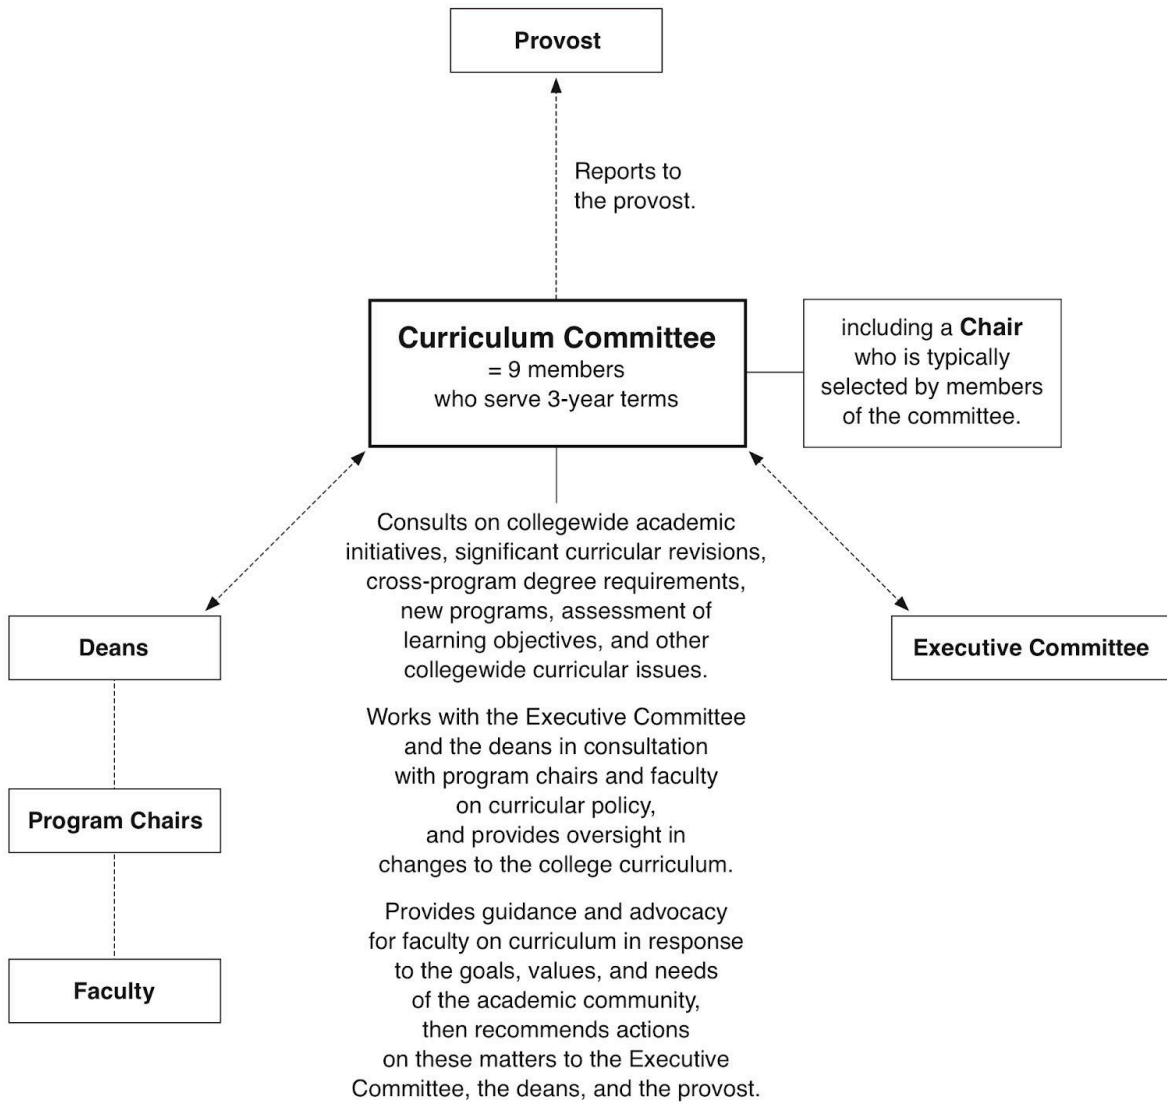 Provost
Reports to
the provost.
Curriculum Committee
= 9 members
who serve 3-year terms
including a Chair
who is typically
selected by members
of the committee.
Consults on collegewide academic
initiatives, significant curricular revisions,
cross-program degree requirements,
new programs, assessment of
learning objectives, and other
collegewide curricular issues.
Deans
Executive Committee
Works with the Executive Committee
and the deans in consultation
with program chairs and faculty
on curricular policy,
and provides oversight in
changes to the college curriculum.
Program Chairs
Provides guidance and advocacy
for faculty on curriculum in response
to the goals, values, and needs
of the academic community,
then recommends actions
on these matters to the Executive
Committee, the deans, and the provost.
Faculty